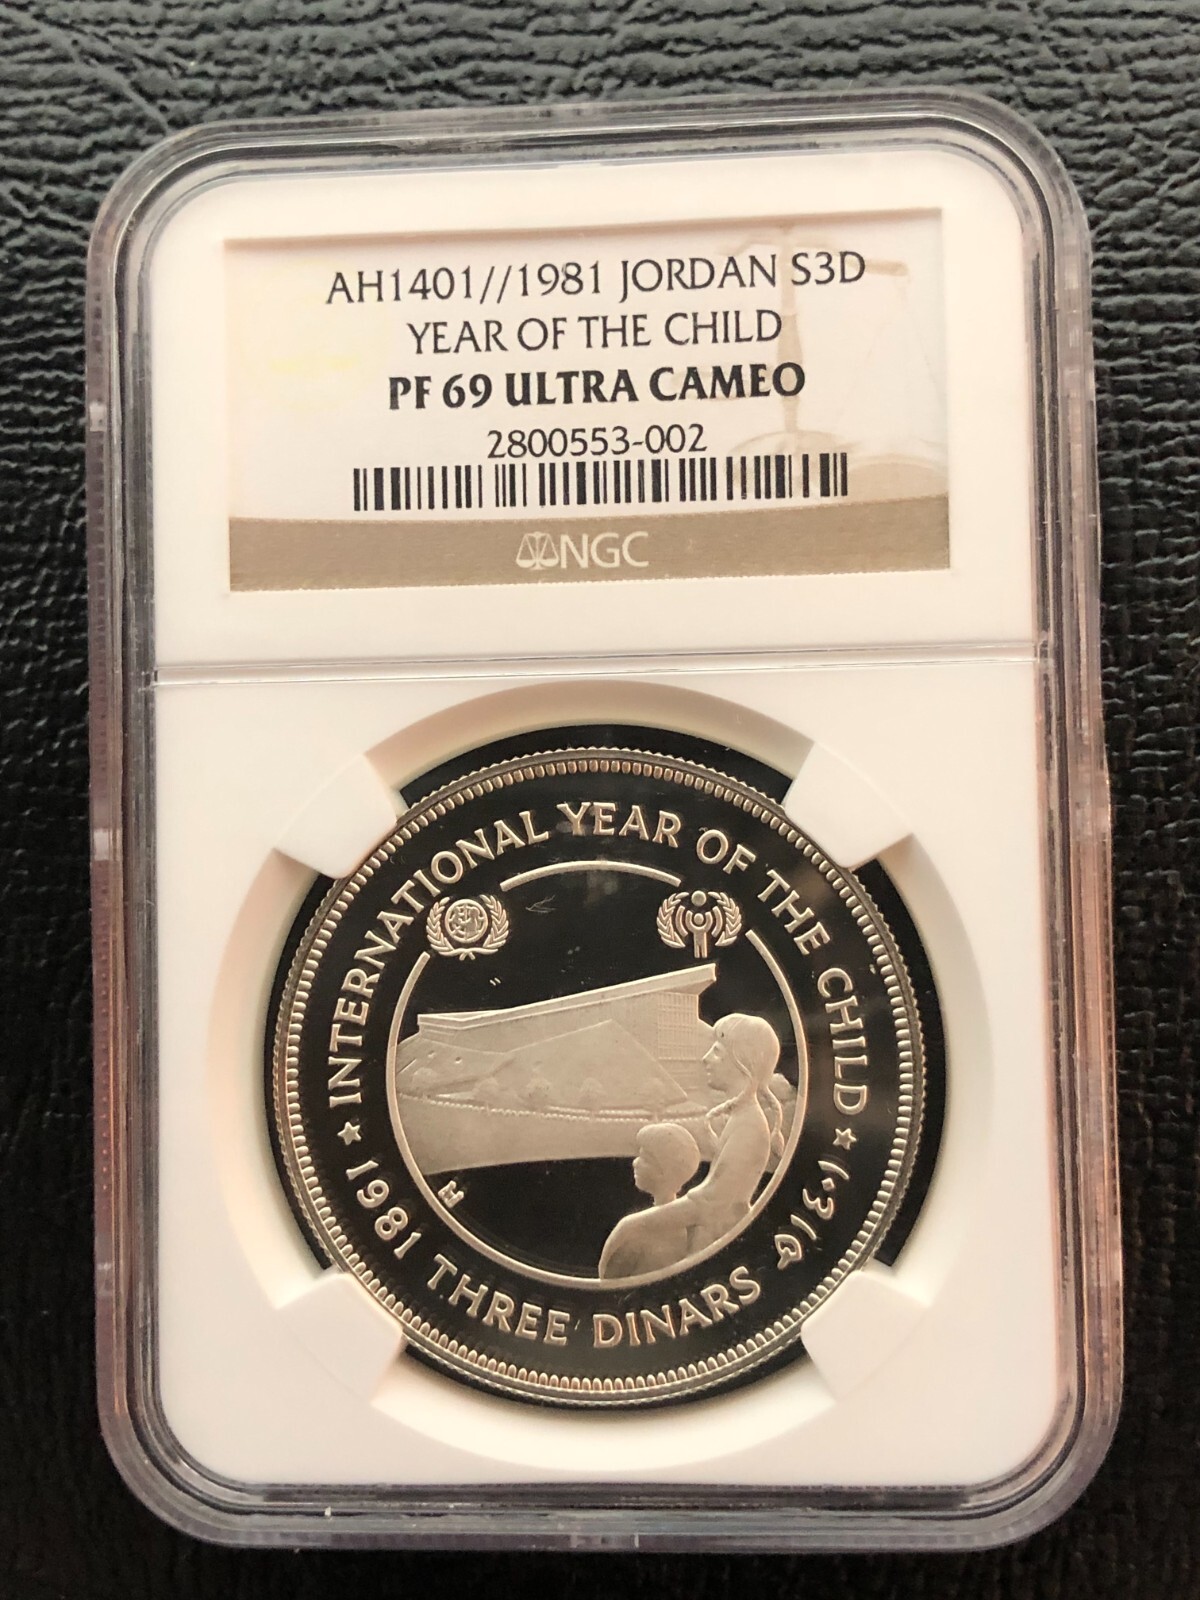 AH1401//1981 JORDAN S3D
YEAR OF THE CHILD
PF 69 ULTRA CAMEO
2800553-002
NGC
★ INTERNATIONAL YEAR OF THE CHILD ★
1981 THREE DINARS
١٤٠١